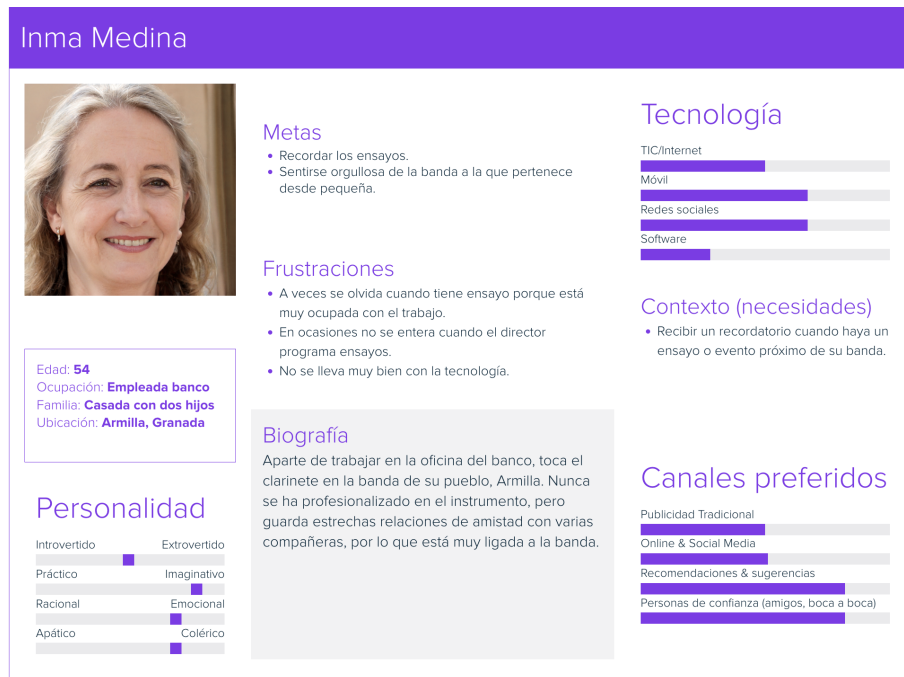 Inma Medina
Metas
Recordar los ensayos.
Sentirse orgullosa de la banda a la que pertenece
desde pequeña.
Frustraciones
A veces se olvida cuando tiene ensayo porque está
muy ocupada con el trabajo.
En ocasiones no se entera cuando el director
programa ensayos.
No se lleva muy bien con la tecnología.
Edad: 54
Ocupación: Empleada banco
Familia: Casada con dos hijos
Ubicación: Armilla, Granada
Personalidad
Introvertido Extrovertido
Práctico Imaginativo
Racional Emocional
Apático Colérico
Biografía
Aparte de trabajar en la oficina del banco, toca el
clarinete en la banda de su pueblo, Armilla. Nunca
se ha profesionalizado en el instrumento, pero
guarda estrechas relaciones de amistad con varias
compañeras, por lo que está muy ligada a la banda.
Tecnología
TIC/Internet
Móvil
Redes sociales
Software
Contexto (necesidades)
Recibir un recordatorio cuando haya un
ensayo o evento próximo de su banda.
Canales preferidos
Publicidad Tradicional
Online & Social Media
Recomendaciones & sugerencias
Personas de confianza (amigos, boca a boca)